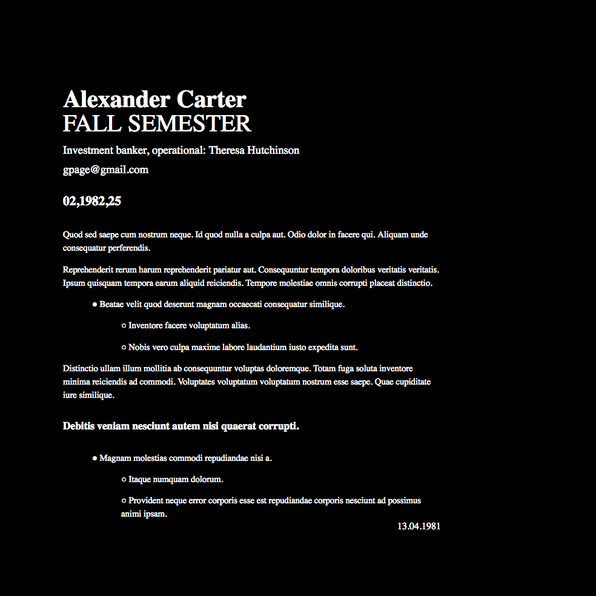 Alexander Carter
FALL SEMESTER
Investment banker, operational: Theresa Hutchinson
gpage@gmail.com
02,1982,25
Quod sed saepe cum nostrum neque. Id quod nulla a culpa aut. Odio dolor in facere qui. Aliquam unde
consequatur perferendis.
Reprehenderit rerum harum reprehenderit pariatur aut. Consequuntur tempora doloribus veritatis veritatis.
Ipsum quisquam tempora earum aliquid reiciendis. Tempore molestiae omnis corrupti placeat distinctio.
● Beatae velit quod deserunt magnam occaecati consequatur similique.
○ Inventore facere voluptatum alias.
○ Nobis vero culpa maxime labore laudantium iusto expedita sunt.
Distinctio ullam illum mollitia ab consequuntur voluptas doloremque. Totam fuga soluta inventore
minima reiciendis ad commodi. Voluptates voluptatum voluptatum nostrum esse saepe. Quae cupiditate
iure similique.
Debitis veniam nesciunt autem nisi quaerat corrupti.
● Magnam molestias commodi repudiandae nisi a.
○ Itaque numquam dolorum.
○ Provident neque error corporis esse est repudiandae corporis nesciunt ad possimus
animi ipsam.
13.04.1981